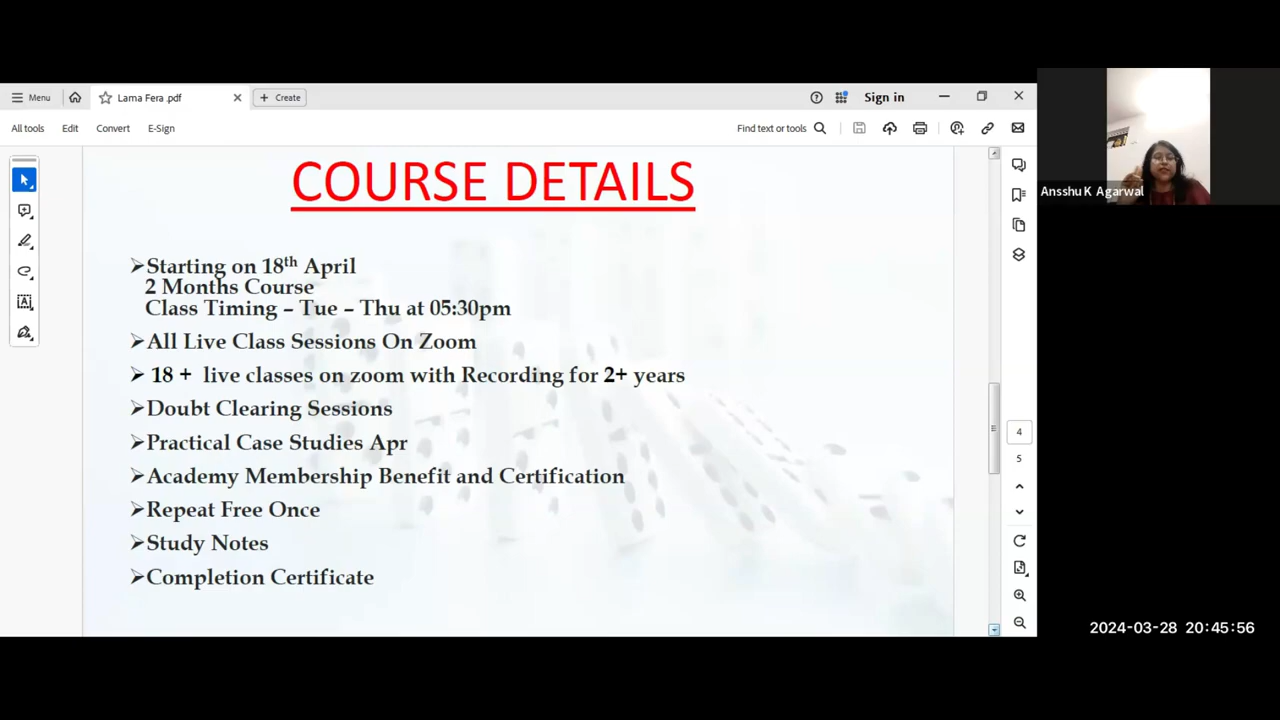 Menu
Lama Fera .pdf
Create
Sign in
All tools
Edit
Convert
E-Sign
Find text or tools
COURSE DETAILS
➢Starting on 18th April
2 Months Course
Class Timing – Tue – Thu at 05:30pm
➢All Live Class Sessions On Zoom
➢ 18 + live classes on zoom with Recording for 2+ years
➢Doubt Clearing Sessions
➢Practical Case Studies Apr
➢Academy Membership Benefit and Certification
➢Repeat Free Once
➢Study Notes
➢Completion Certificate
4
5
Ansshu K Agarwal
2024-03-28 20:45:56